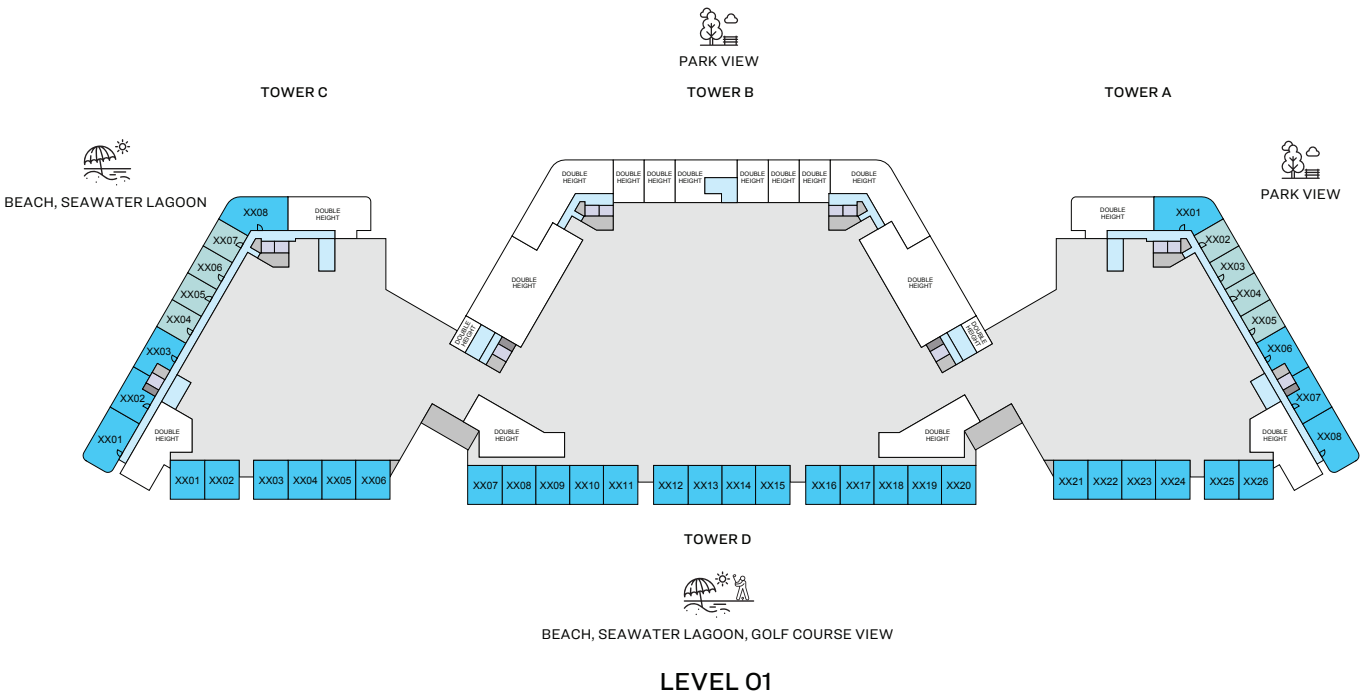 PARK VIEW
TOWER C
TOWER B
TOWER A
BEACH, SEAWATER LAGOON
PARK VIEW
DOUBLE
HEIGHT
DOUBLE
HEIGHT
DOUBLE
HEIGHT
DOUBLE
HEIGHT
DOUBLE
HEIGHT
DOUBLE
HEIGHT
DOUBLE
HEIGHT
DOUBLE
HEIGHT
XX08
DOUBLE
HEIGHT
XX07
XX06
XX05
XX04
XX03
XX02
XX01
DOUBLE
HEIGHT
DOUBLE
HEIGHT
DOUBLE
HEIGHT
DOUBLE
HEIGHT
DOUBLE
HEIGHT
DOUBLE
HEIGHT
DOUBLE
HEIGHT
DOUBLE
HEIGHT
XX01
XX02
XX03
XX04
XX05
XX06
XX07
XX08
DOUBLE
HEIGHT
XX01 XX02 XX03 XX04 XX05 XX06
XX07 XX08 XX09 XX10 XX11 XX12 XX13 XX14 XX15 XX16 XX17 XX18 XX19 XX20
XX21 XX22 XX23 XX24 XX25 XX26
TOWER D
BEACH, SEAWATER LAGOON, GOLF COURSE VIEW
LEVEL 01